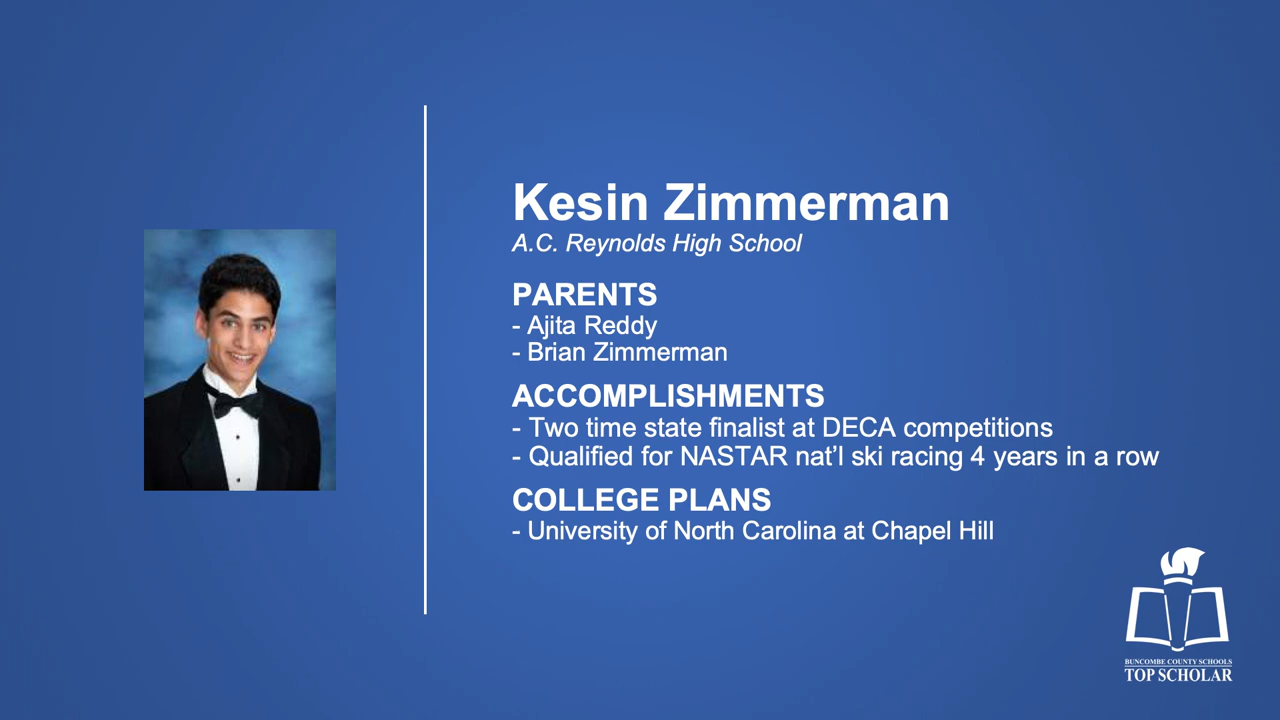 Kesin Zimmerman
A.C. Reynolds High School
PARENTS
- Ajita Reddy
- Brian Zimmerman
ACCOMPLISHMENTS
- Two time state finalist at DECA competitions
- Qualified for NASTAR nat’l ski racing 4 years in a row
COLLEGE PLANS
- University of North Carolina at Chapel Hill
BUNCOMBE COUNTY SCHOOLS
TOP SCHOLAR